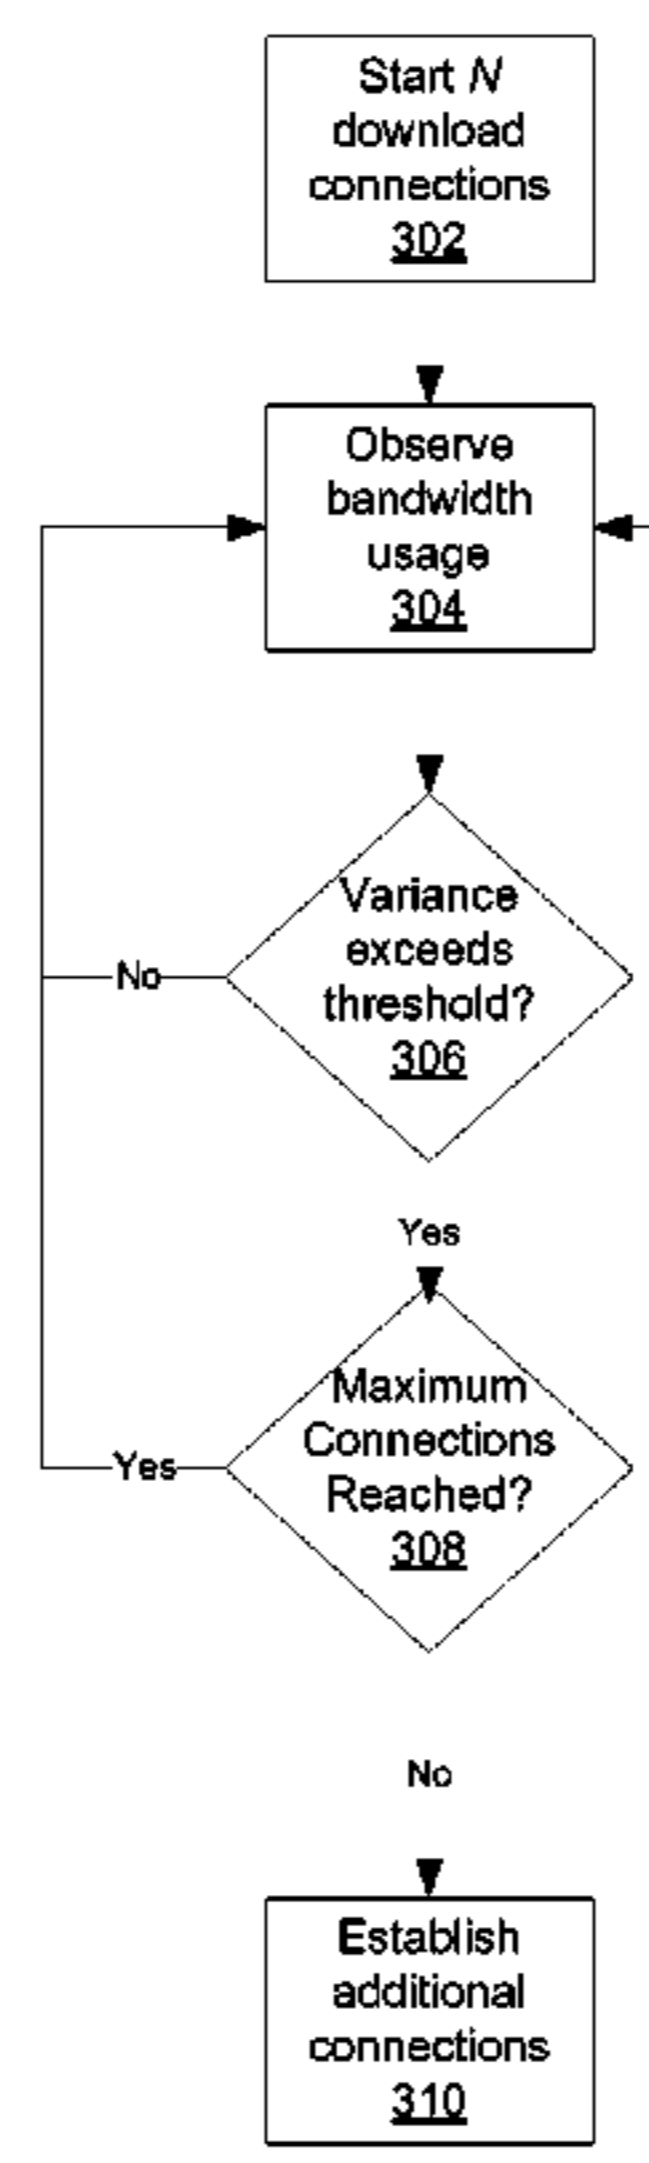 Start N
download
connections
302
Observe
bandwidth
usage
304
Variance
exceeds
threshold?
306
No
Yes
Maximum
Connections
Reached?
308
Yes
No
Establish
additional
connections
310